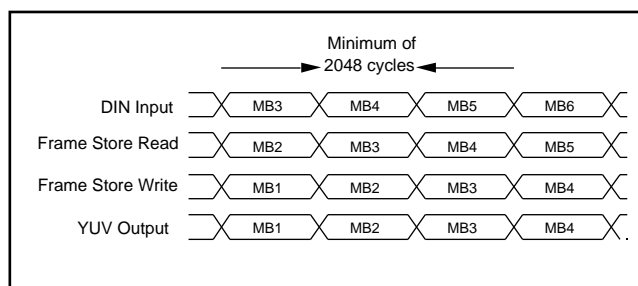 Minimum of
2048 cycles
DIN Input MB3 MB4 MB5 MB6
Frame Store Read MB2 MB3 MB4 MB5
Frame Store Write MB1 MB2 MB3 MB4
YUV Output MB1 MB2 MB3 MB4